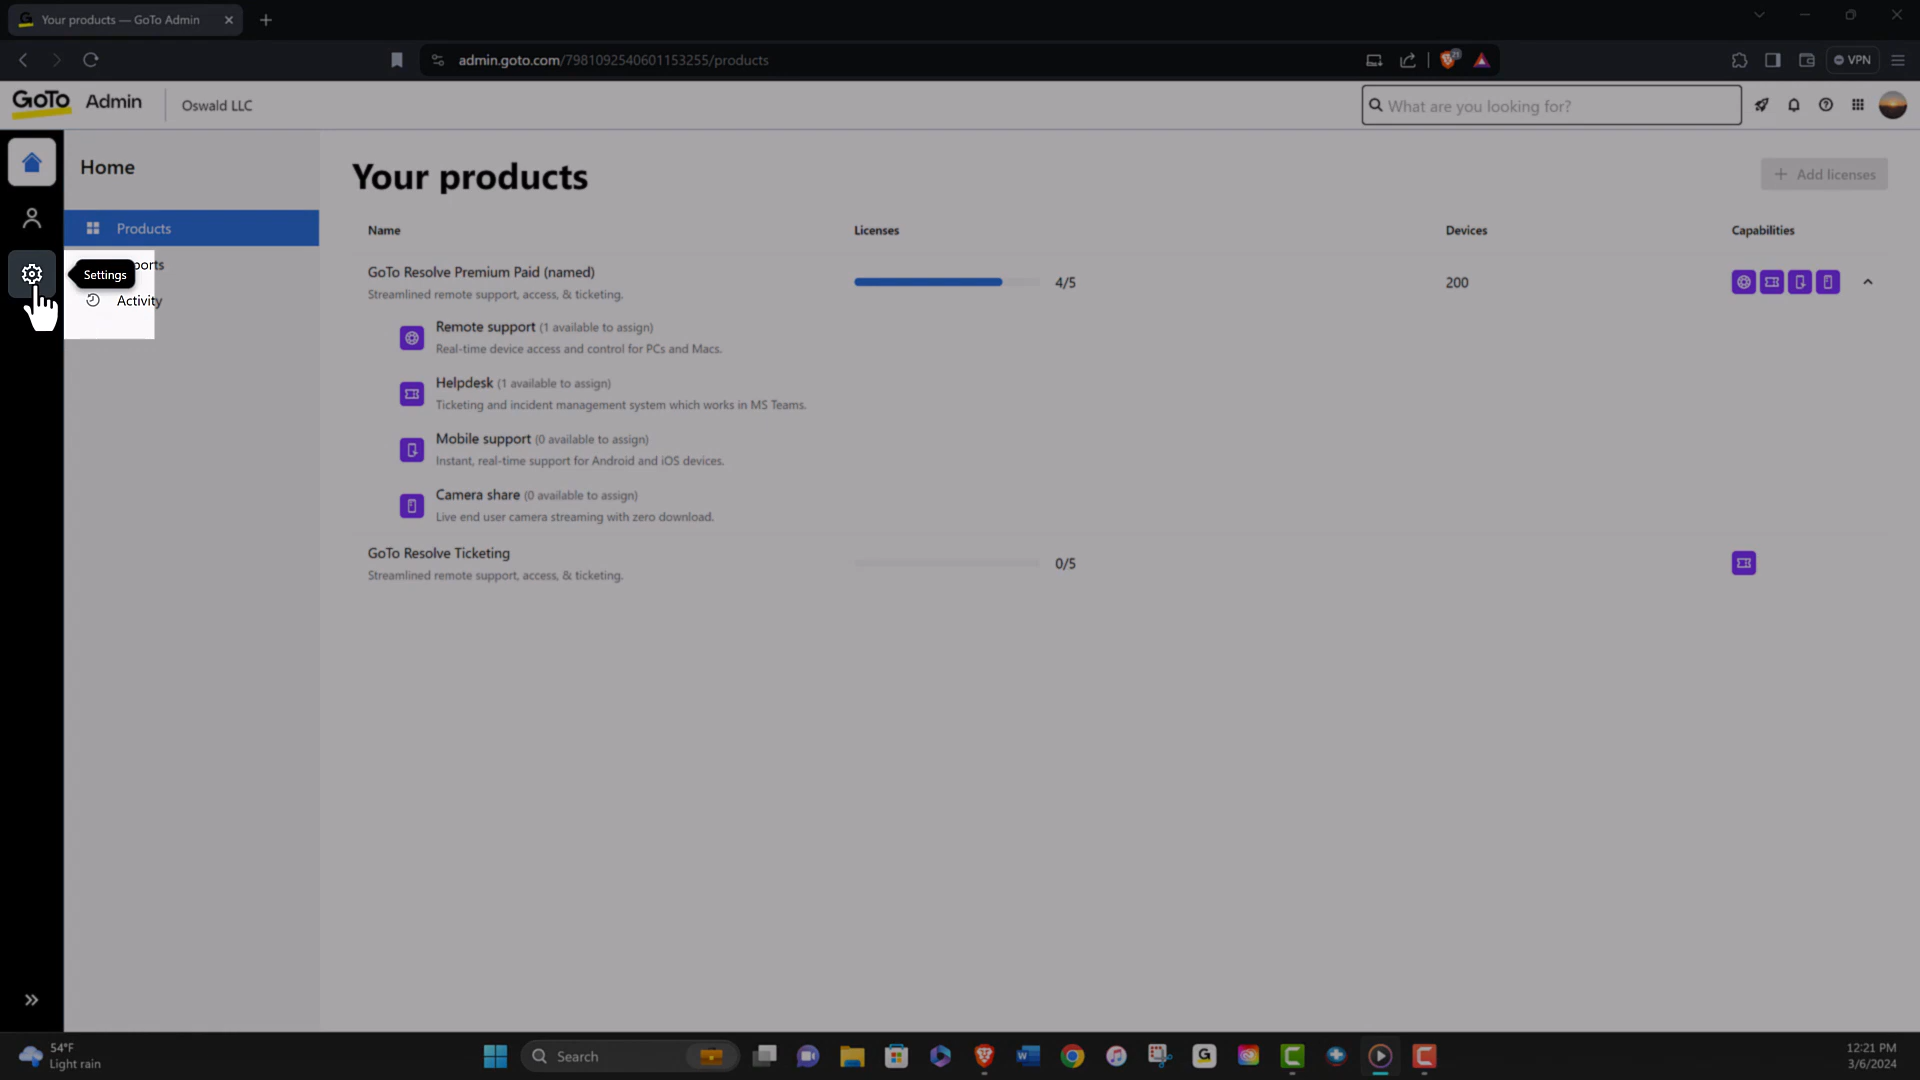 Your products — GoTo Admin
admin.goto.com/7981092540601153255/products
VPN
GoTo Admin
Oswald LLC
What are you looking for?
Home
Products
Settings
ports
Activity
Your products
+ Add licenses
Name Licenses Devices Capabilities
GoTo Resolve Premium Paid (named)
Streamlined remote support, access, & ticketing.
4/5
200
Remote support (1 available to assign)
Real-time device access and control for PCs and Macs.
Helpdesk (1 available to assign)
Ticketing and incident management system which works in MS Teams.
Mobile support (0 available to assign)
Instant, real-time support for Android and iOS devices.
Camera share (0 available to assign)
Live end user camera streaming with zero download.
GoTo Resolve Ticketing
Streamlined remote support, access, & ticketing.
0/5
54°F
Light rain
Search
12:21 PM
3/6/2024